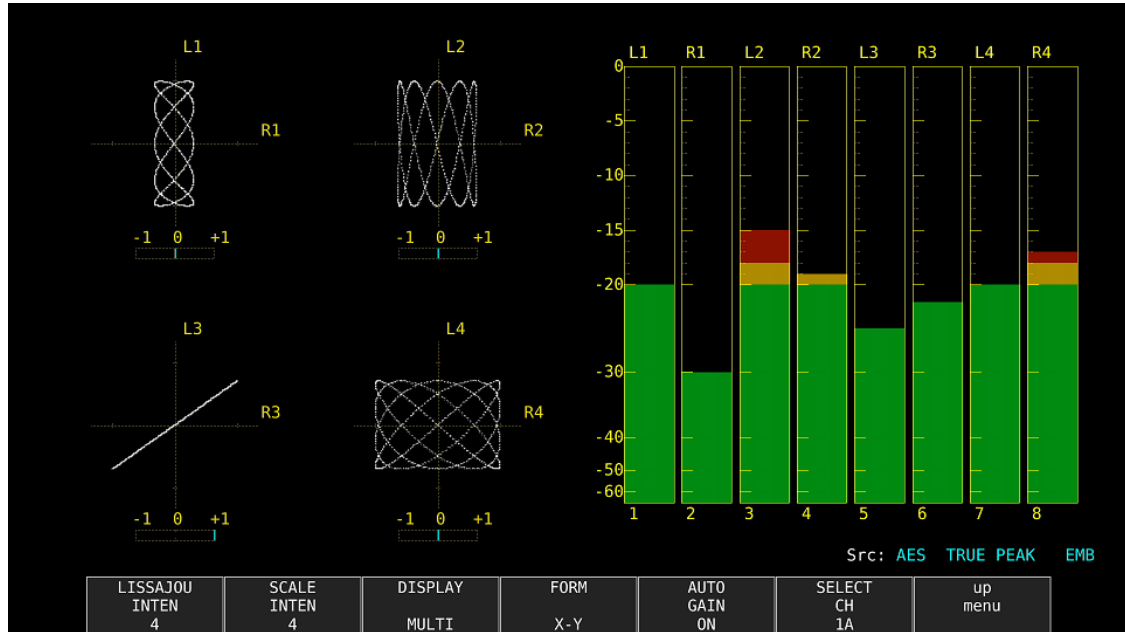 L1
R1
-1 0 +1
L2
R2
-1 0 +1
L3
R3
-1 0 +1
L4
R4
-1 0 +1
L1 R1 L2 R2 L3 R3 L4 R4
0
-5
-10
-15
-20
-30
-40
-50
-60
1 2 3 4 5 6 7 8
Src: AES TRUE PEAK EMB
LISSAJOU
INTEN
4
SCALE
INTEN
4
DISPLAY
MULTI
FORM
X-Y
AUTO
GAIN
ON
SELECT
CH
1A
up
menu